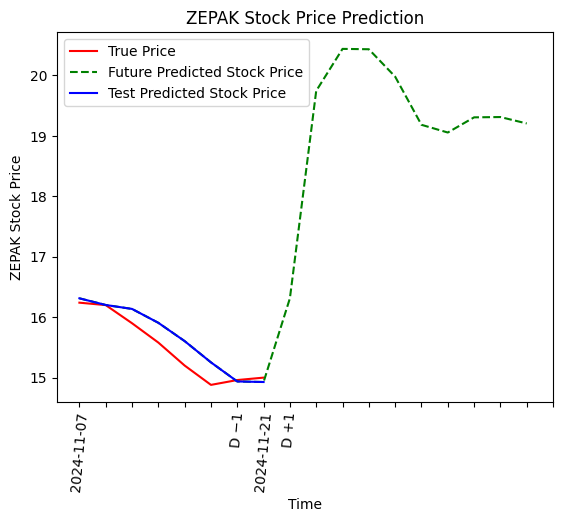 ZEPAK Stock Price Prediction
True Price
Future Predicted Stock Price
Test Predicted Stock Price
ZEPAK Stock Price
20
19
18
17
16
15
2024-11-07
D −1
2024-11-21
D +1
Time